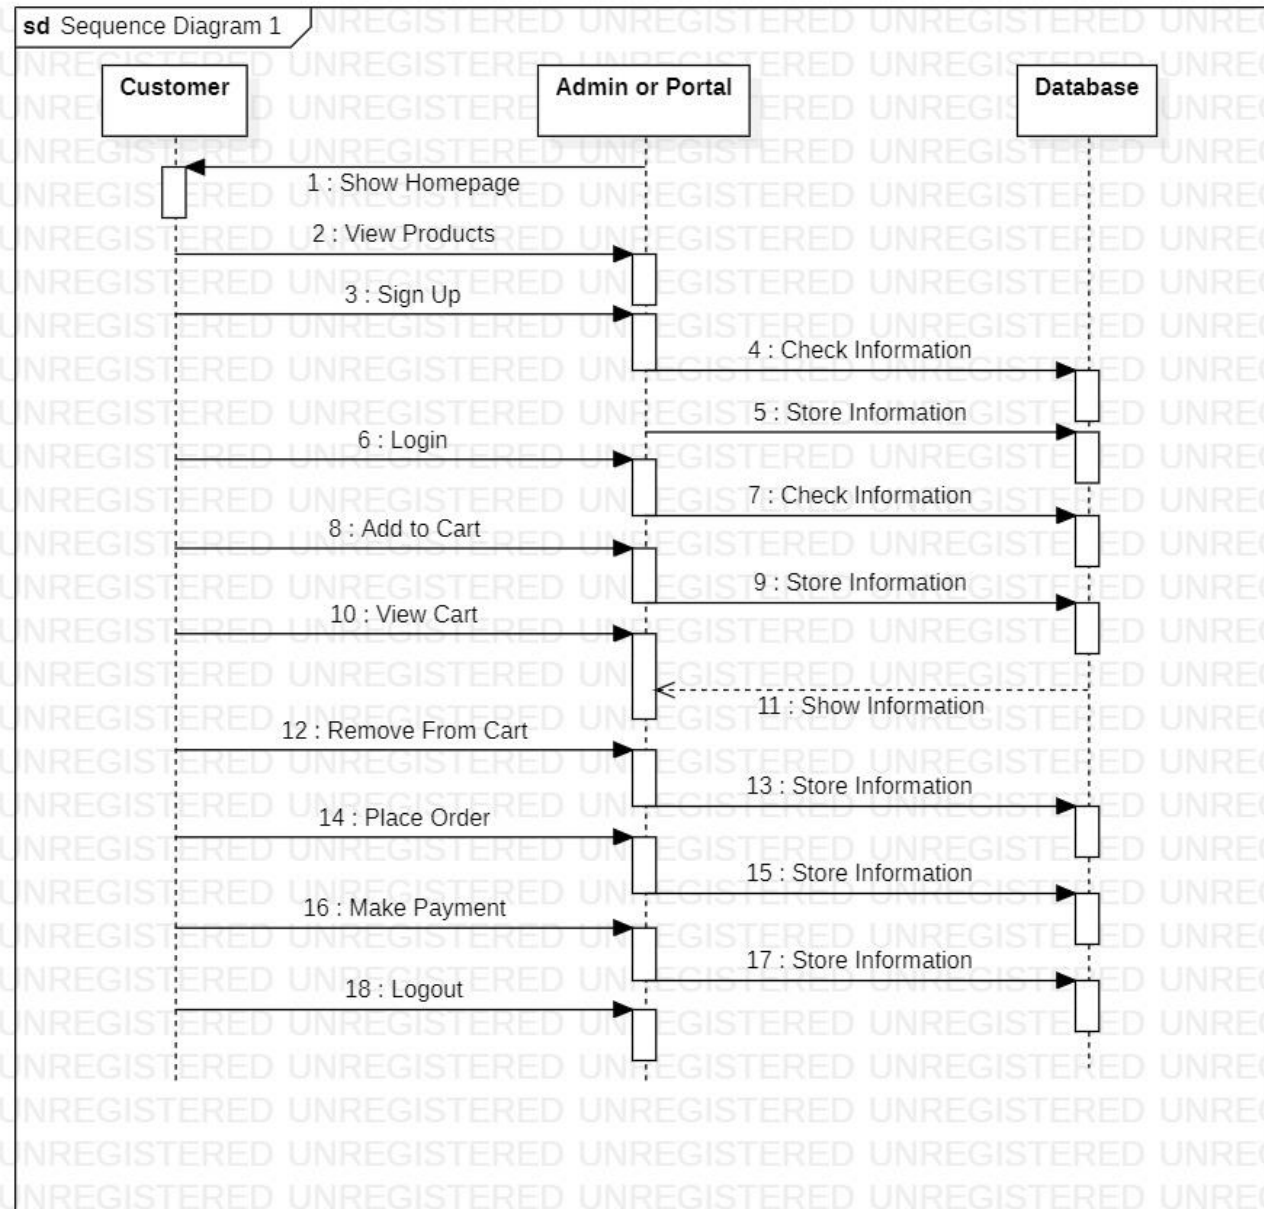 sd Sequence Diagram 1
Customer
Admin or Portal
Database
1 : Show Homepage
2 : View Products
3 : Sign Up
4 : Check Information
5 : Store Information
6 : Login
7 : Check Information
8 : Add to Cart
9 : Store Information
10 : View Cart
11 : Show Information
12 : Remove From Cart
13 : Store Information
14 : Place Order
15 : Store Information
16 : Make Payment
17 : Store Information
18 : Logout
UNREGISTERED